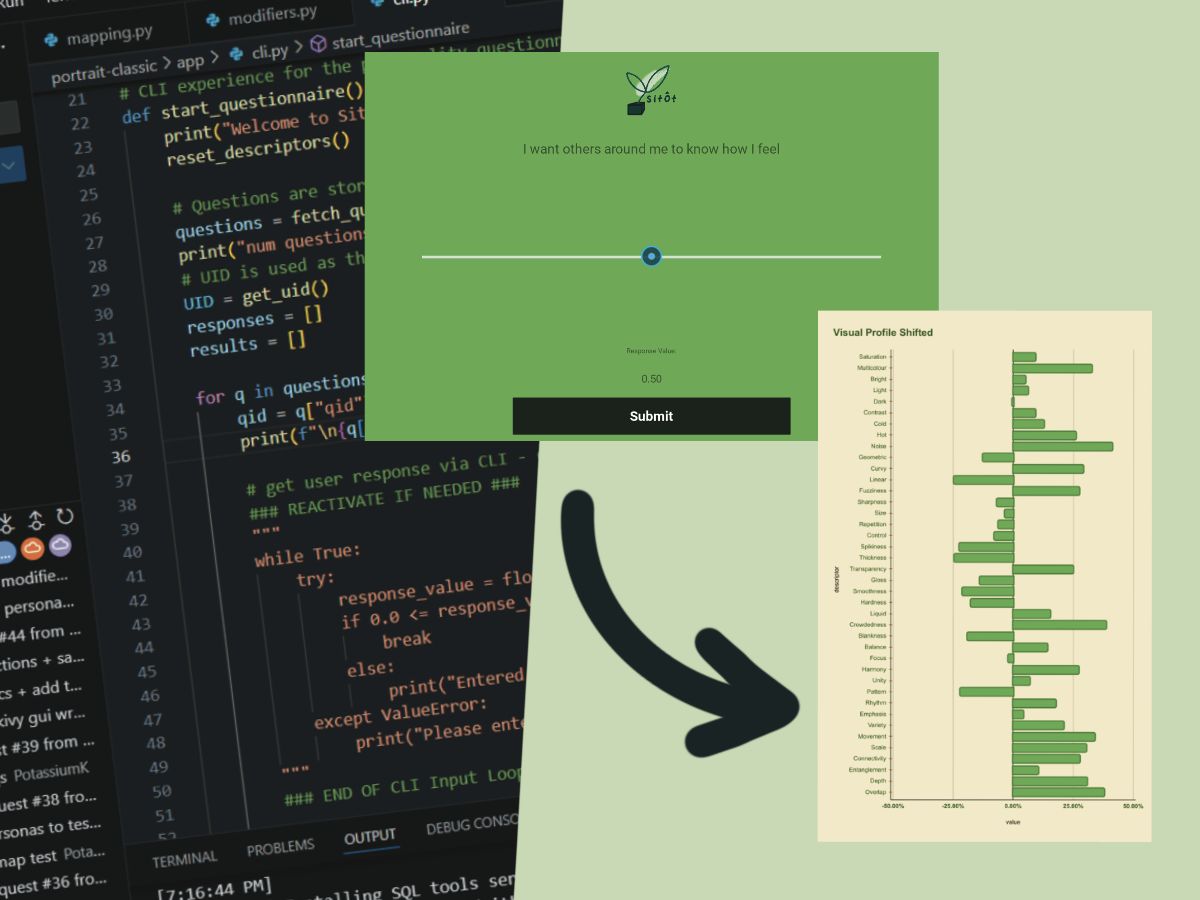 Run
mapping.py
modifiers.py
cli.py
portrait-classic > app > cli.py > start_questionnaire
21 # CLI experience for the
22 def start_questionnaire()
23 print("Welcome to Sit
24 reset_descriptors()
25
26 # Questions are stor
27 questions = fetch_qu
28 print("num questions
29 # UID is used as th
30 UID = get_uid()
31 responses = []
32 results = []
33
34 for q in questions
35 qid = q["qid"
36 print(f"\n{q[
37
38 # get user response via CLI -
39 ### REACTIVATE IF NEEDED ###
40 """
41 while True:
42 try:
43 response_value = flo
44 if 0.0 <= response_v
45 break
46 else:
47 print("Entered
48 except ValueError:
49 print("Please ente
50 """
51 ### END OF CLI Input Loop
52
modifie...
persona...
#44 from ...
ctions + sa...
cs + add t...
kivy gui wr...
st #39 from ...
s PotassiumK
uest #38 fro...
rsonas to tes...
map test Pota...
quest #36 fro...
TERMINAL PROBLEMS OUTPUT DEBUG CONSO
[7:16:44 PM]
stalling SQL tools ser
sitôt
I want others around me to know how I feel
Response Value:
0.50
Submit
Visual Profile Shifted
descriptor
Saturation
Multicolour
Bright
Light
Dark
Contrast
Cold
Hot
Noise
Geometric
Curvy
Linear
Fuzziness
Sharpness
Size
Repetition
Control
Spikiness
Thickness
Transparency
Gloss
Smoothness
Hardness
Liquid
Crowdedness
Blankness
Balance
Focus
Harmony
Unity
Pattern
Rhythm
Emphasis
Variety
Movement
Scale
Connectivity
Entanglement
Depth
Overlap
-50.00% -25.00% 0.00% 25.00% 50.00%
value